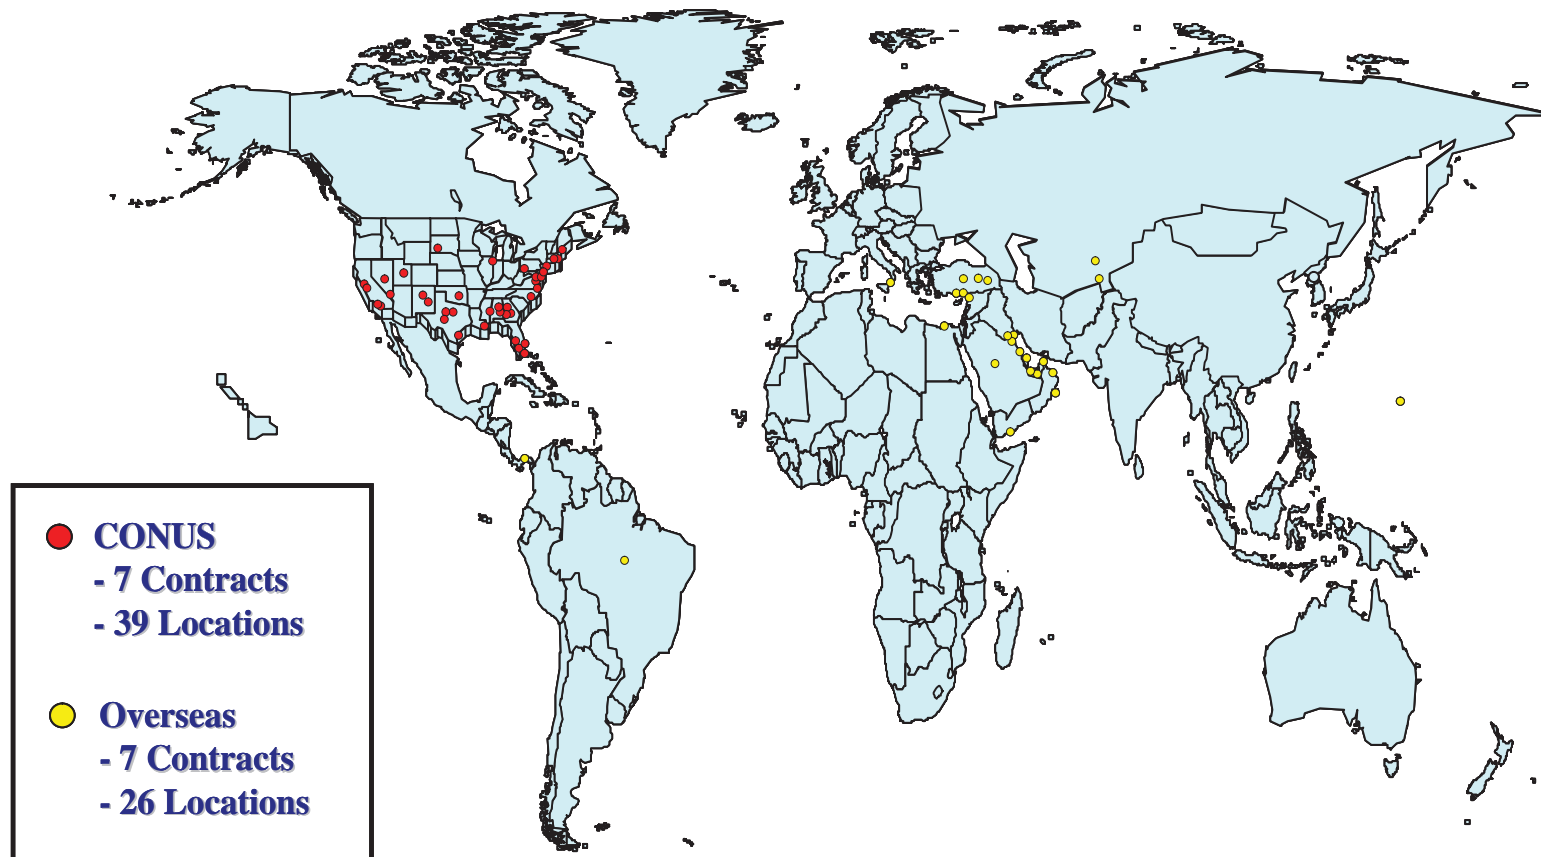 CONUS
- 7 Contracts
- 39 Locations
Overseas
- 7 Contracts
- 26 Locations